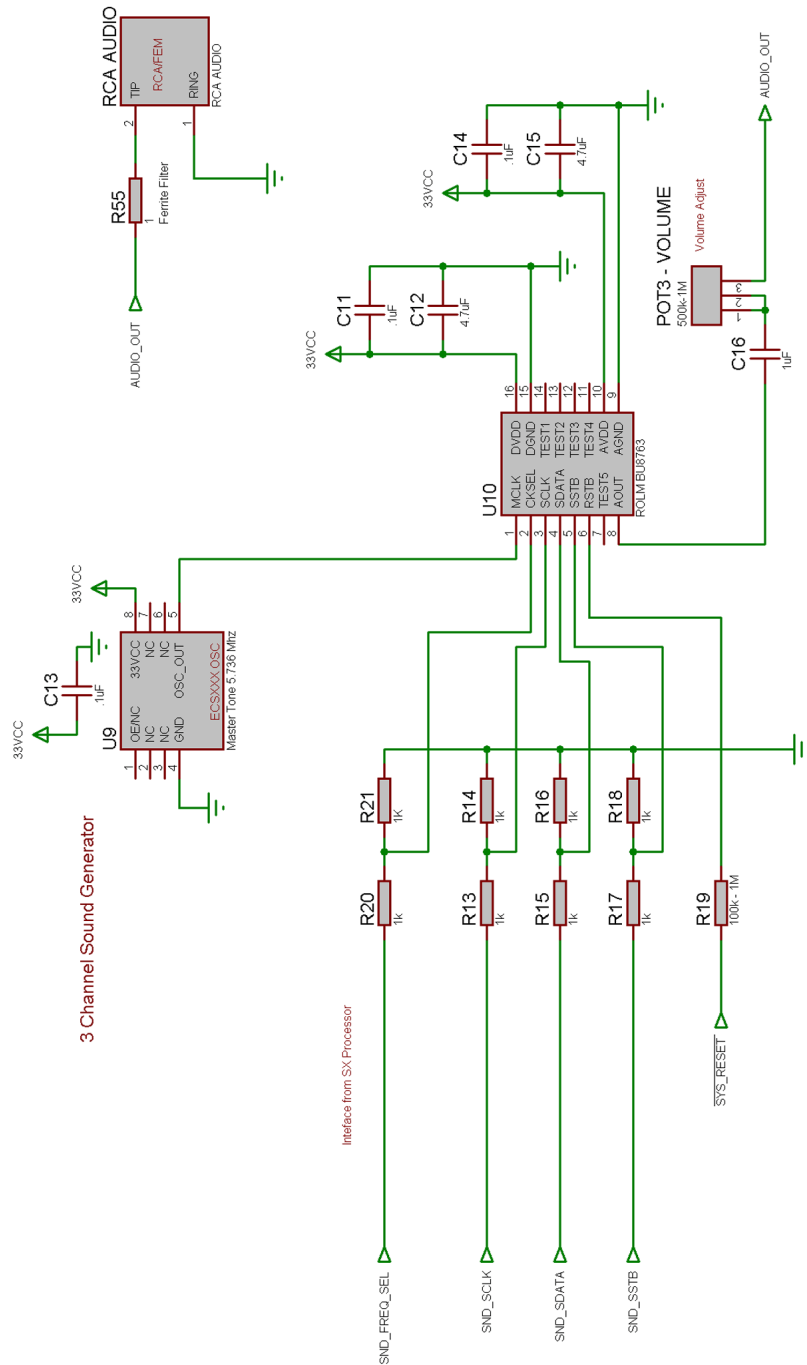 RCA AUDIO
RCA/FEM
TIP
RING
2
1
RCA AUDIO
R55
1
Ferrite Filter
AUDIO_OUT
C14
.1uF
C15
4.7uF
33VCC
AUDIO_OUT
POT3 - VOLUME
500k-1M
Volume Adjust
1
2
3
C16
1uF
C11
.1uF
C12
4.7uF
33VCC
U10
1 MCLK DVDD 16
2 CKSEL DGND 15
3 SCLK TEST1 14
4 SDATA TEST2 13
5 SSTB TEST3 12
6 RSTB TEST4 11
7 TEST5 AVDD 10
8 AOUT AGND 9
ROLM BU8763
33VCC
C13
.1uF
33VCC
U9
1 OE/NC 33VCC 8
2 NC NC 7
3 NC NC 6
4 GND OSC_OUT 5
ECSXXX.OSC
Master Tone 5.736 Mhz
3 Channel Sound Generator
R21
1K
R20
1k
R14
1k
R13
1k
R16
1k
R15
1k
R18
1k
R17
1k
R19
100k - 1M
Inteface from SX Processor
SYS_RESET
SND_FREQ_SEL
SND_SCLK
SND_SDATA
SND_SSTB